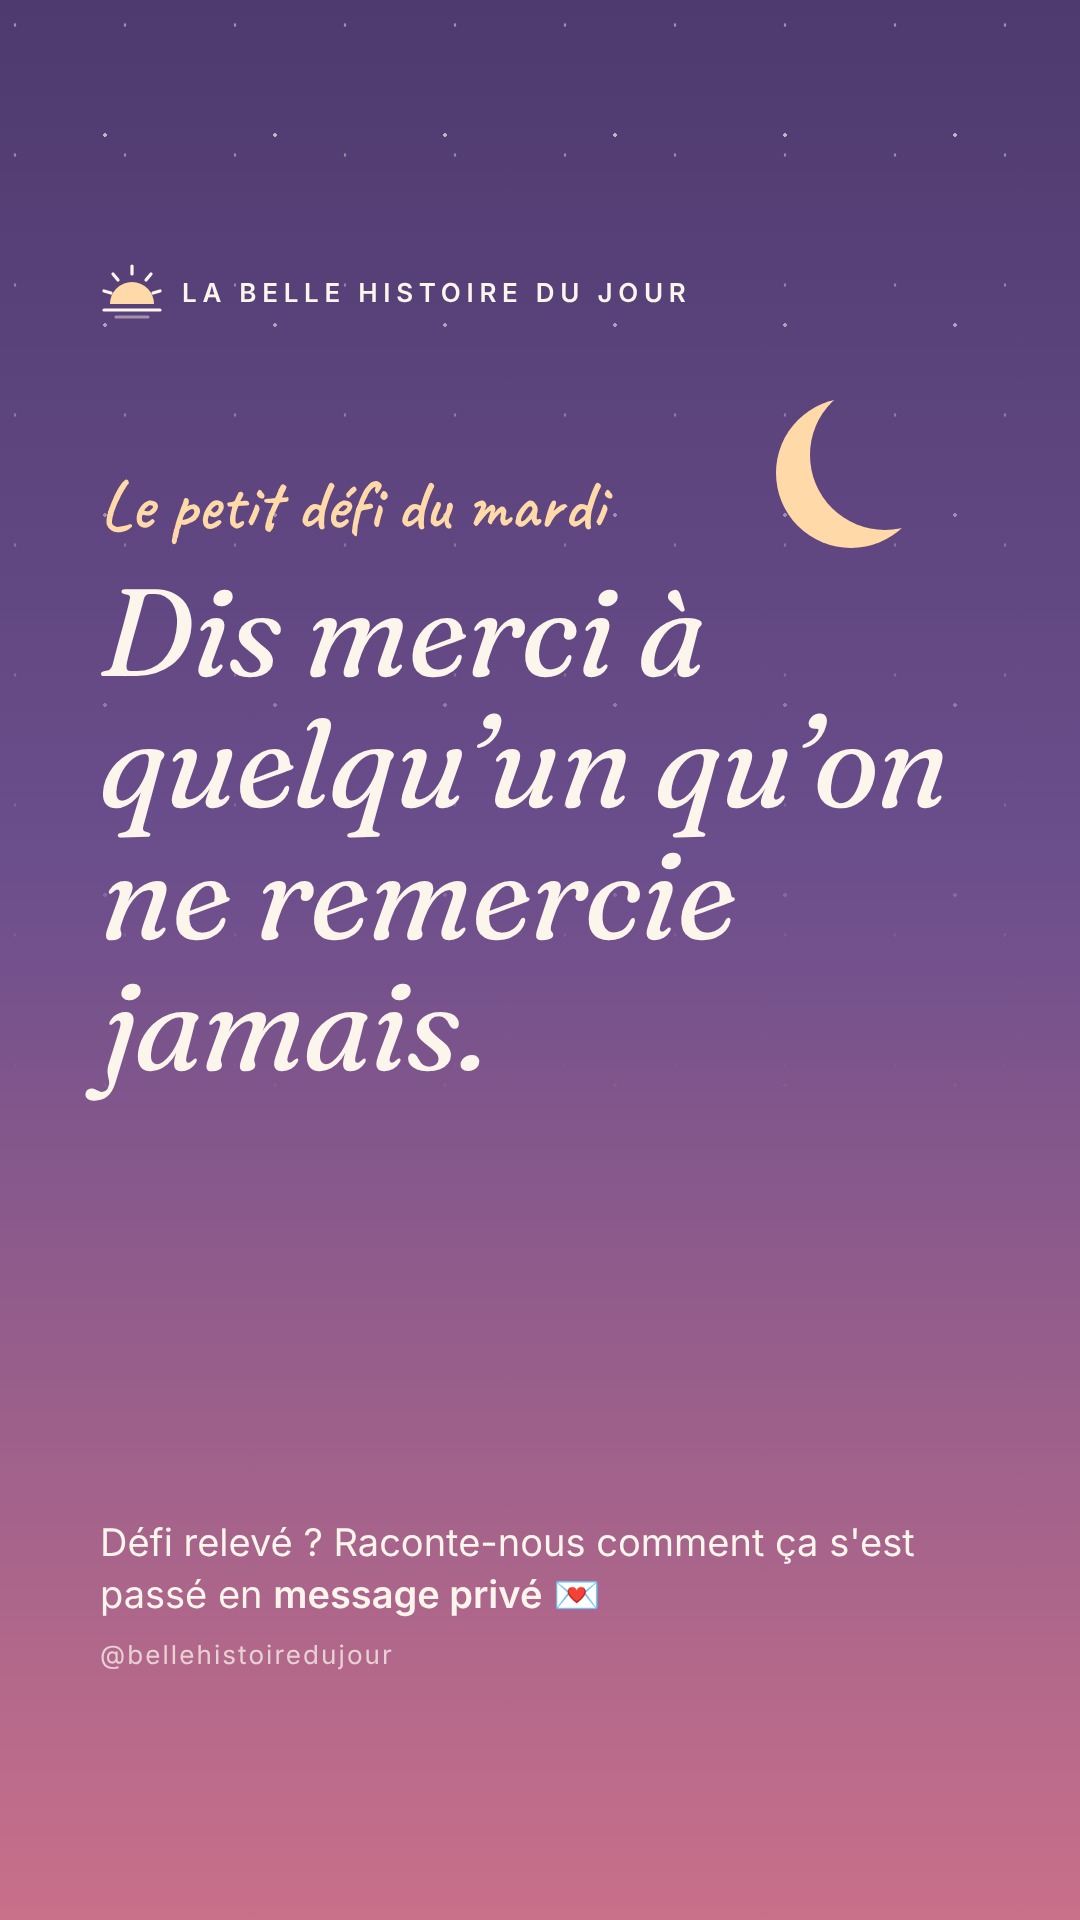 LA BELLE HISTOIRE DU JOUR
Le petit défi du mardi
Dis merci à
quelqu’un qu’on
ne remercie
jamais.
Défi relevé ? Raconte-nous comment ça s'est
passé en message privé 💌
@bellehistoiredujour